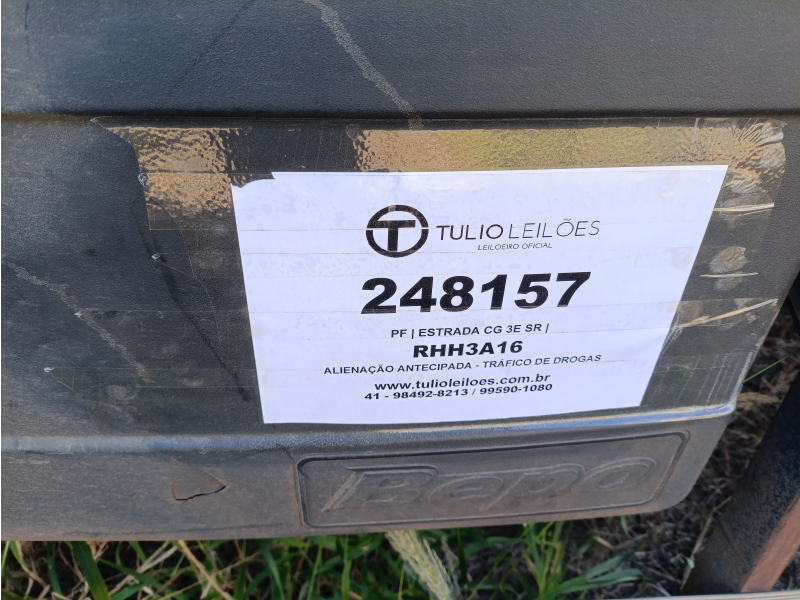 TULIO LEILÕES
LEILOEIRO OFICIAL
248157
PF | ESTRADA CG 3E SR |
RHH3A16
ALIENAÇÃO ANTECIPADA - TRÁFICO DE DROGAS
www.tulioleiloes.com.br
41 - 98492-8213 / 99590-1080
Bepo